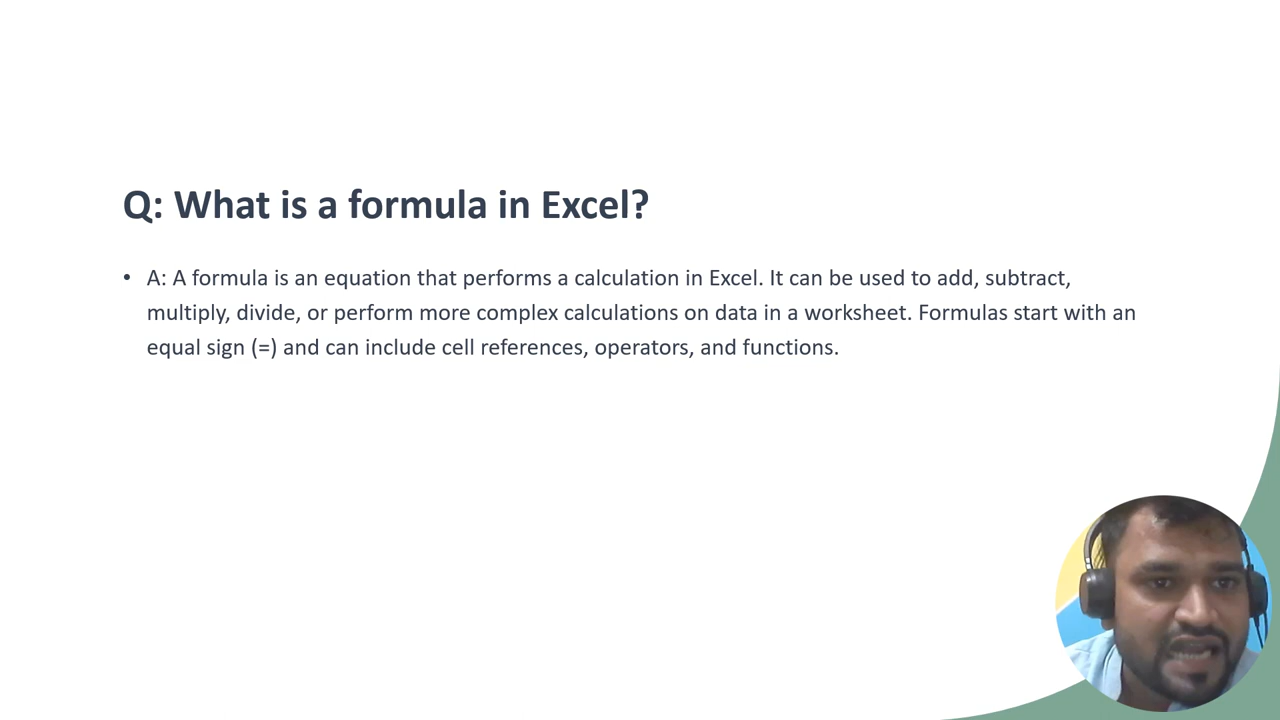 Q: What is a formula in Excel?
• A: A formula is an equation that performs a calculation in Excel. It can be used to add, subtract,
multiply, divide, or perform more complex calculations on data in a worksheet. Formulas start with an
equal sign (=) and can include cell references, operators, and functions.